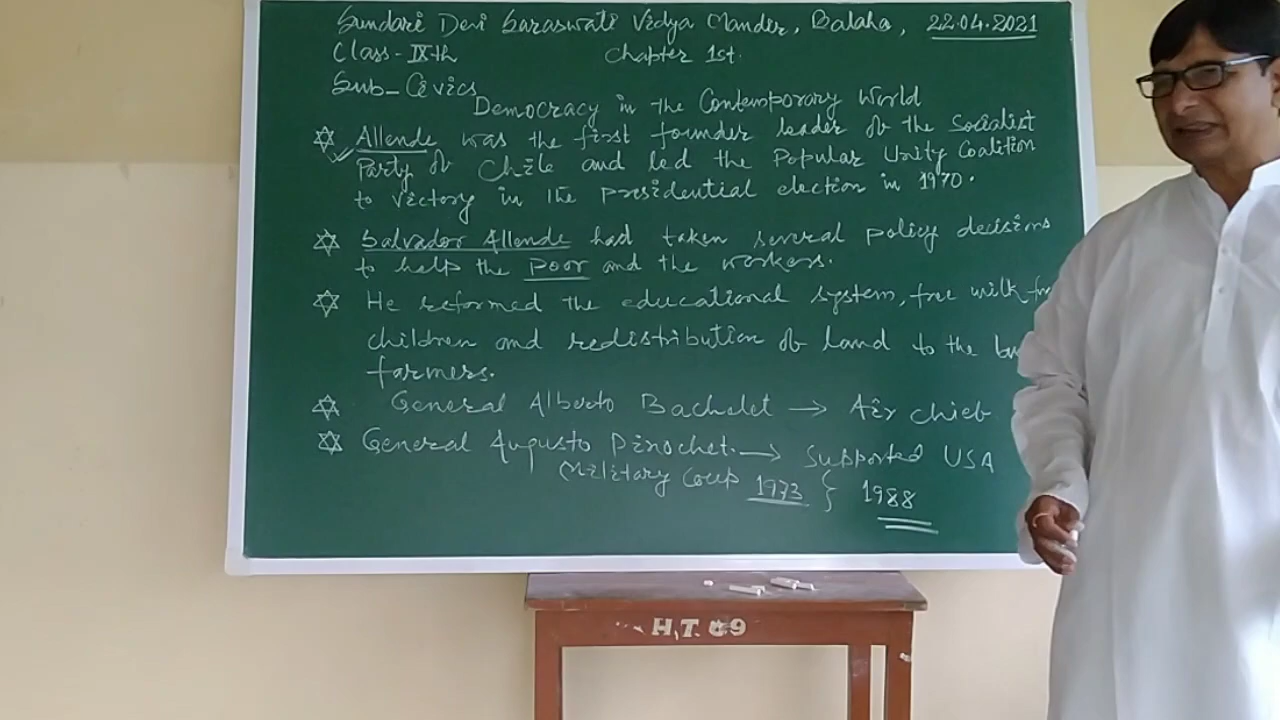 Sundari Devi Saraswati Vidya Mander, Balaha, 22.04.2021
Class-IXth Chapter 1st.
Sub-Civics
Democracy in the Contemporary World
Allende was the first founder leader of the Socialist
Party of Chile and led the Popular Unity Coalition
to victory in the presidential election in 1970.
Salvador Allende had taken several policy decisions
to help the poor and the workers.
He reformed the educational system, free milk
children and redistribution of land to the
farmers.
General Alberto Bachelet → Air chief
General Augusto Pinochet. → Supported USA
Military Coup 1973 } 1988
H.T. 09